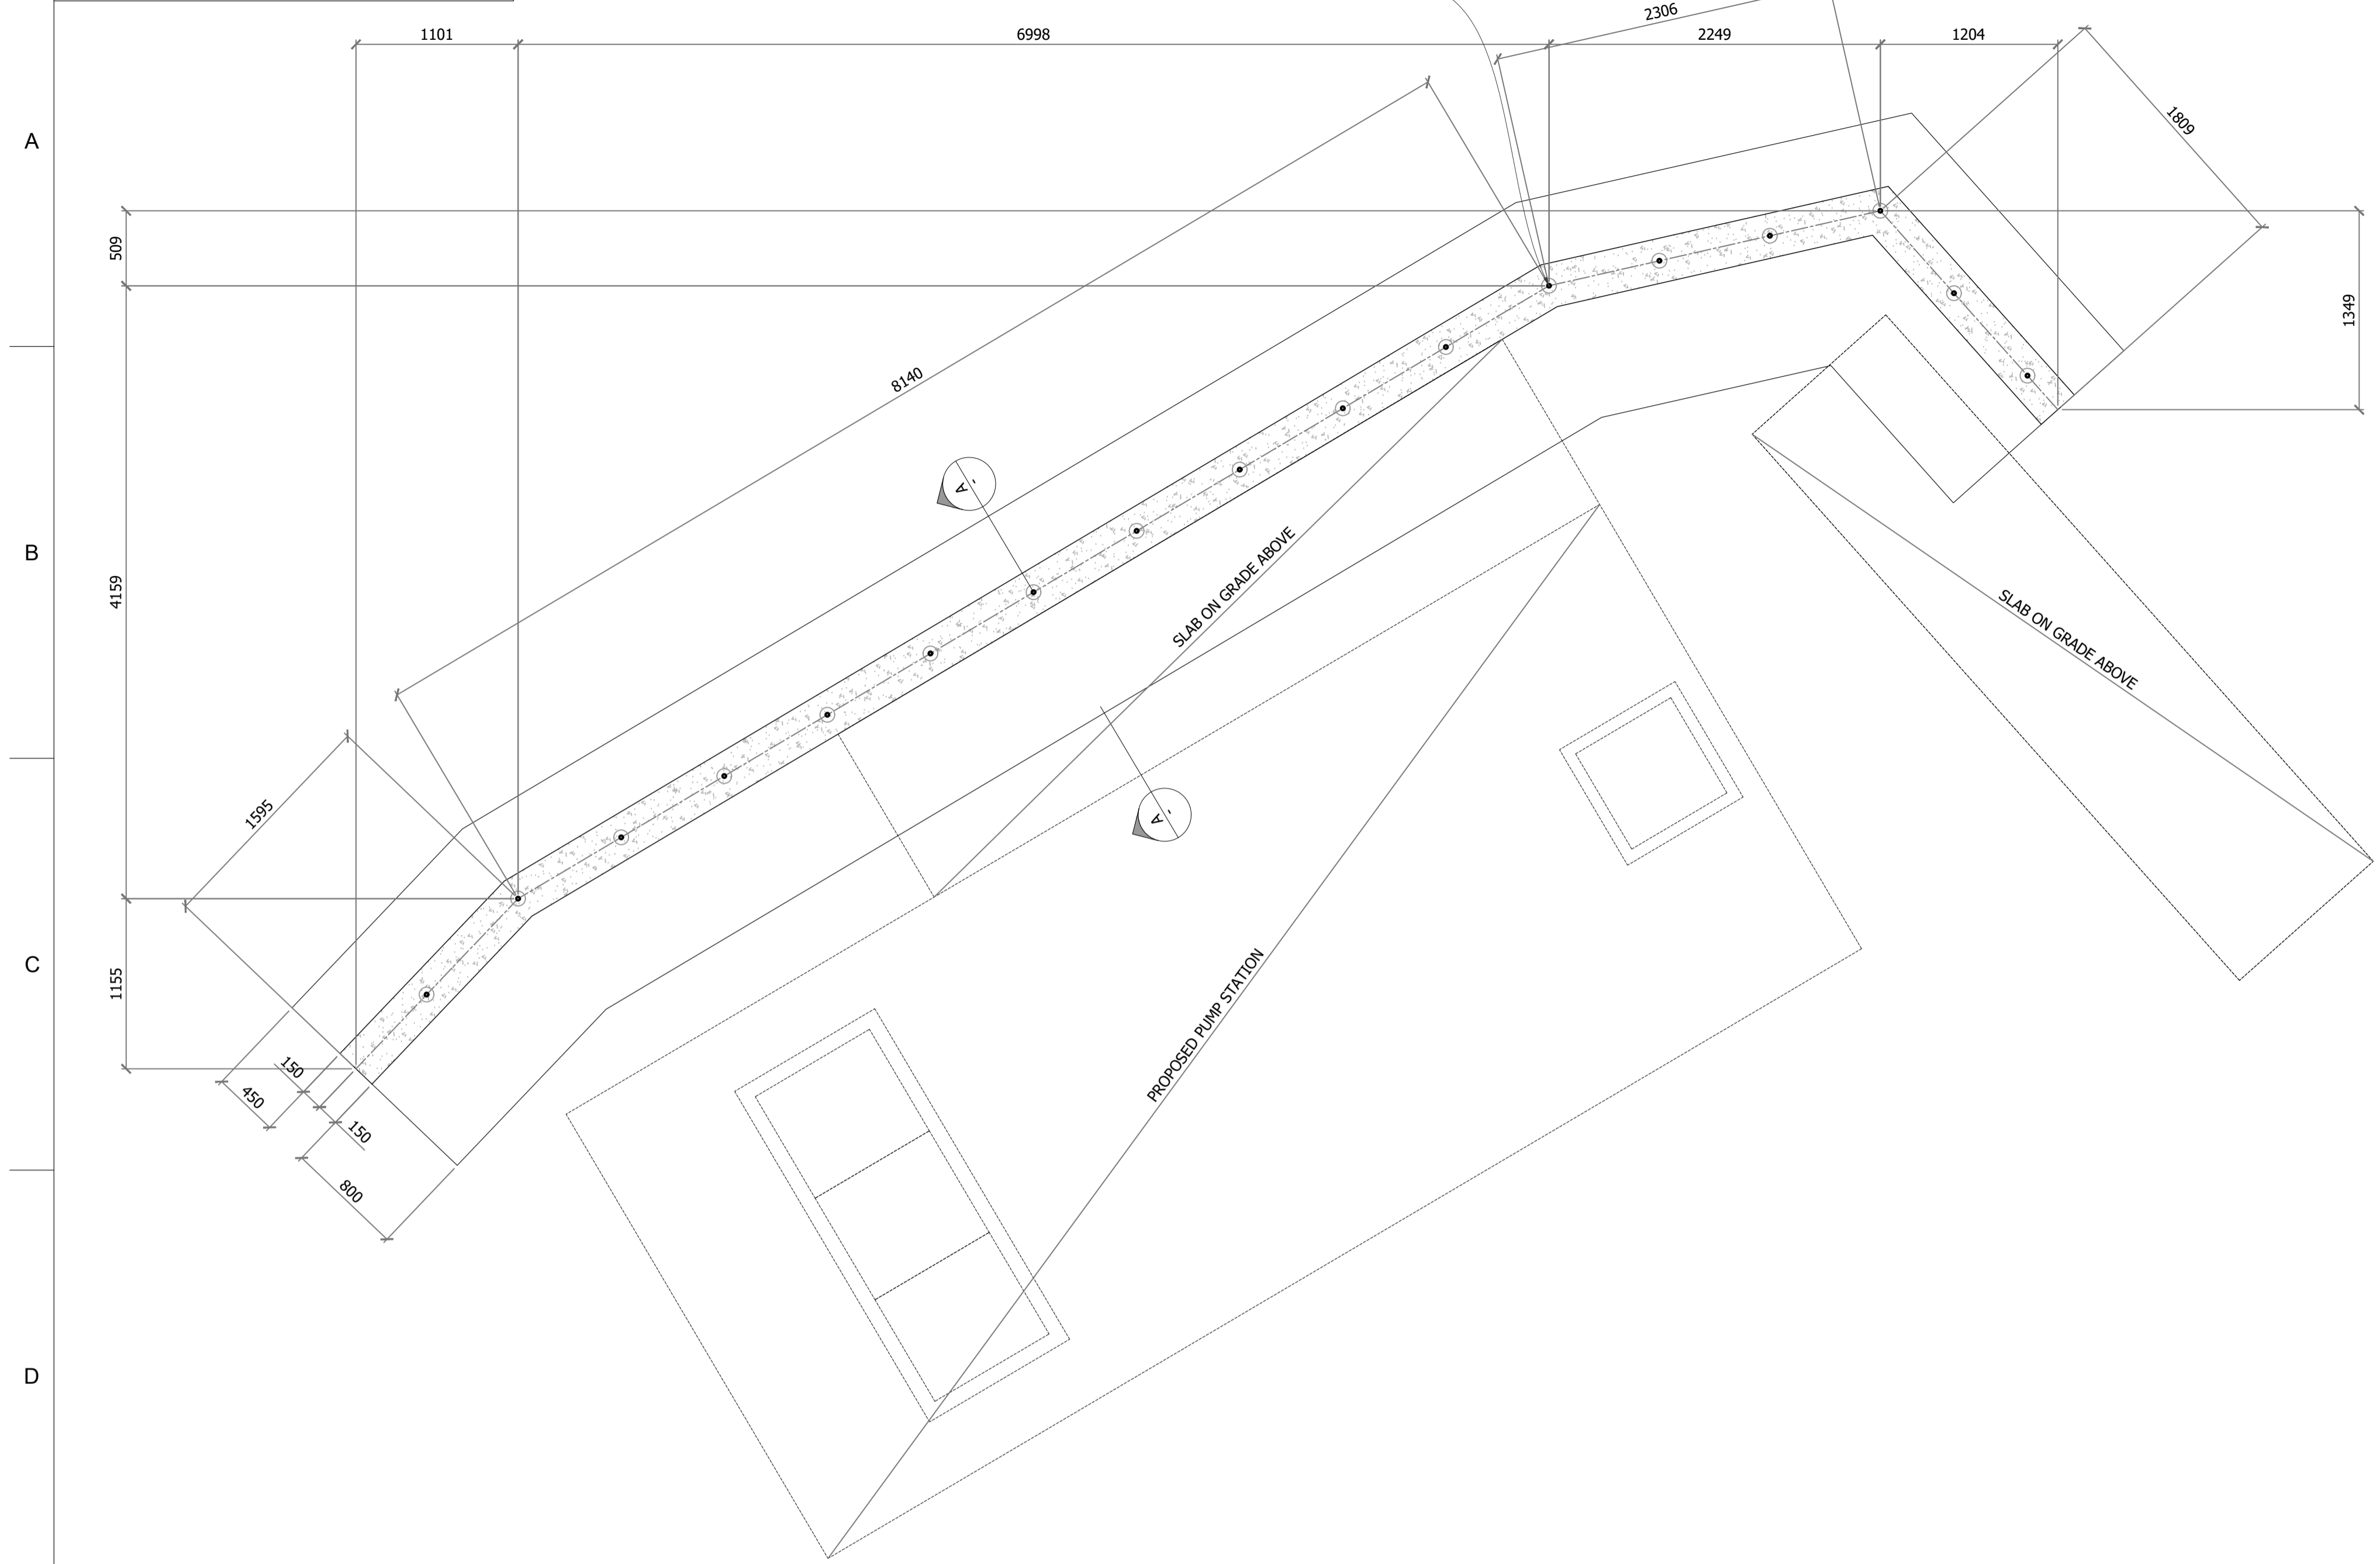 2306
1101
6998
2249
1204
A
1809
509
1349
8140
A
-
B
SLAB ON GRADE ABOVE
4159
SLAB ON GRADE ABOVE
1595
A
-
C
1155
PROPOSED PUMP STATION
150
450
150
800
D